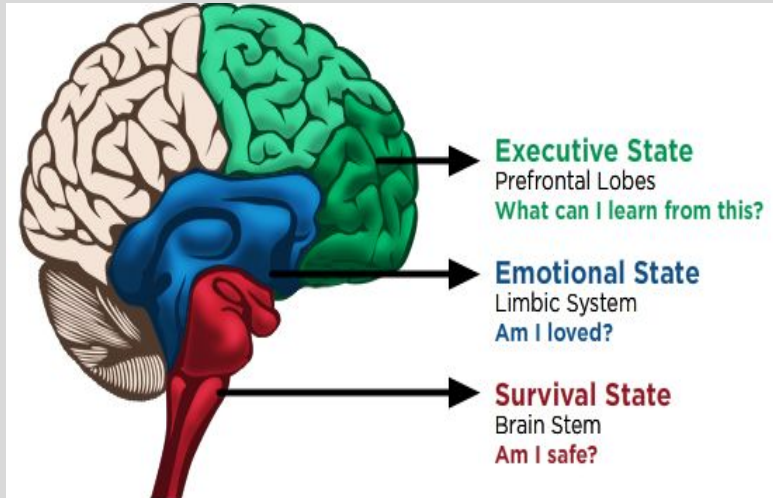 Executive State
Prefrontal Lobes
What can I learn from this?
Emotional State
Limbic System
Am I loved?
Survival State
Brain Stem
Am I safe?